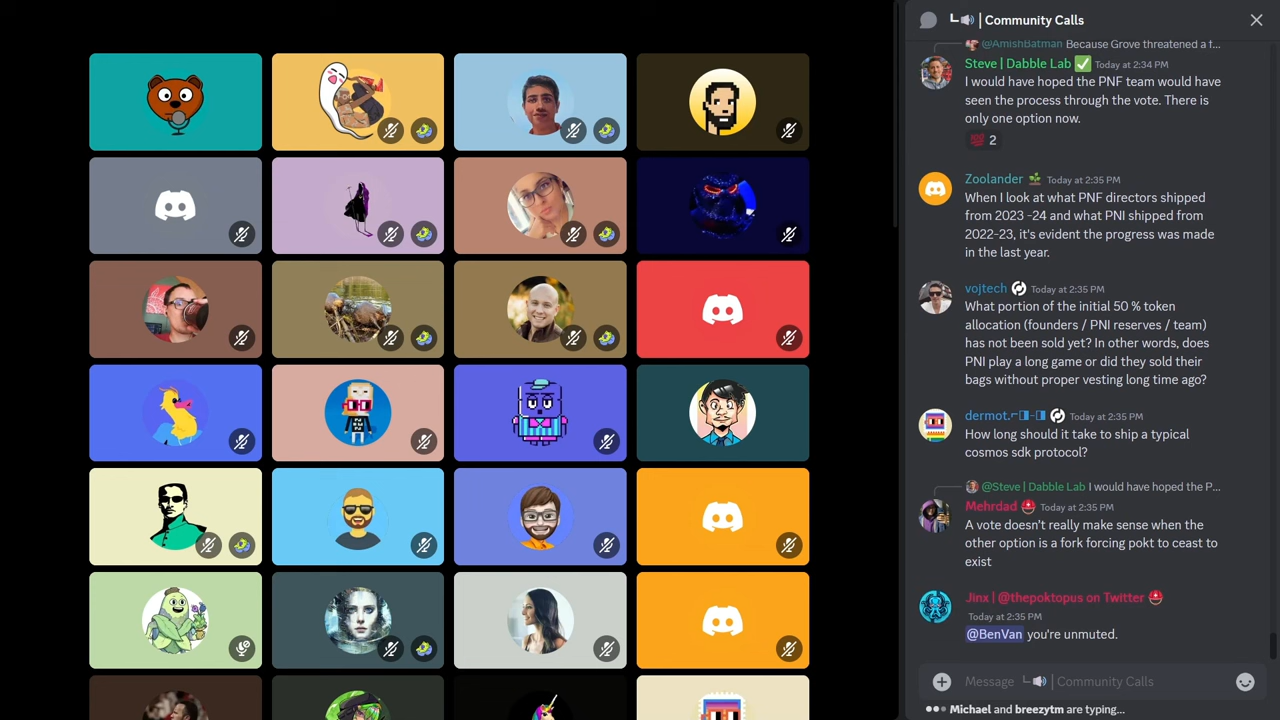 Community Calls
@AmishBatman Because Grove threatened a f...
Steve | Dabble Lab Today at 2:34 PM
I would have hoped the PNF team would have
seen the process through the vote. There is
only one option now.
2
Zoolander Today at 2:35 PM
When I look at what PNF directors shipped
from 2023 -24 and what PNI shipped from
2022-23, it's evident the progress was made
in the last year.
vojtech Today at 2:35 PM
What portion of the initial 50 % token
allocation (founders / PNI reserves / team)
has not been sold yet? In other words, does
PNI play a long game or did they sold their
bags without proper vesting long time ago?
dermot. Today at 2:35 PM
How long should it take to ship a typical
cosmos sdk protocol?
@Steve | Dabble Lab I would have hoped the P...
Mehrdad Today at 2:35 PM
A vote doesn't really make sense when the
other option is a fork forcing pokt to cease to
exist
Jinx | @thepoktopus on Twitter
Today at 2:35 PM
@BenVan you're unmuted.
Message Community Calls
Michael and breezytm are typing...